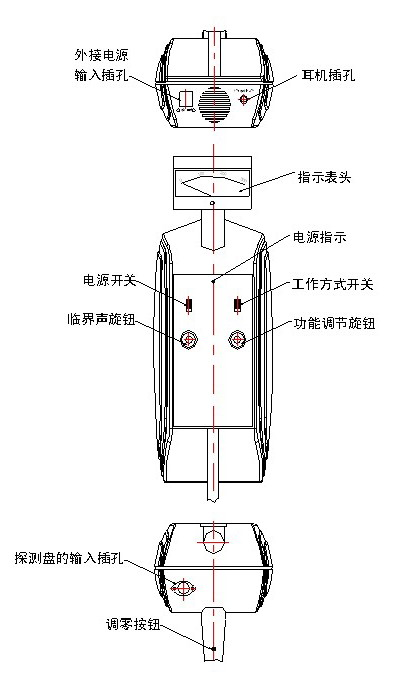 外接电源
输入插孔
耳机插孔
指示表头
电源指示
电源开关
工作方式开关
临界声旋钮
功能调节旋钮
探测盘的输入插孔
调零按钮